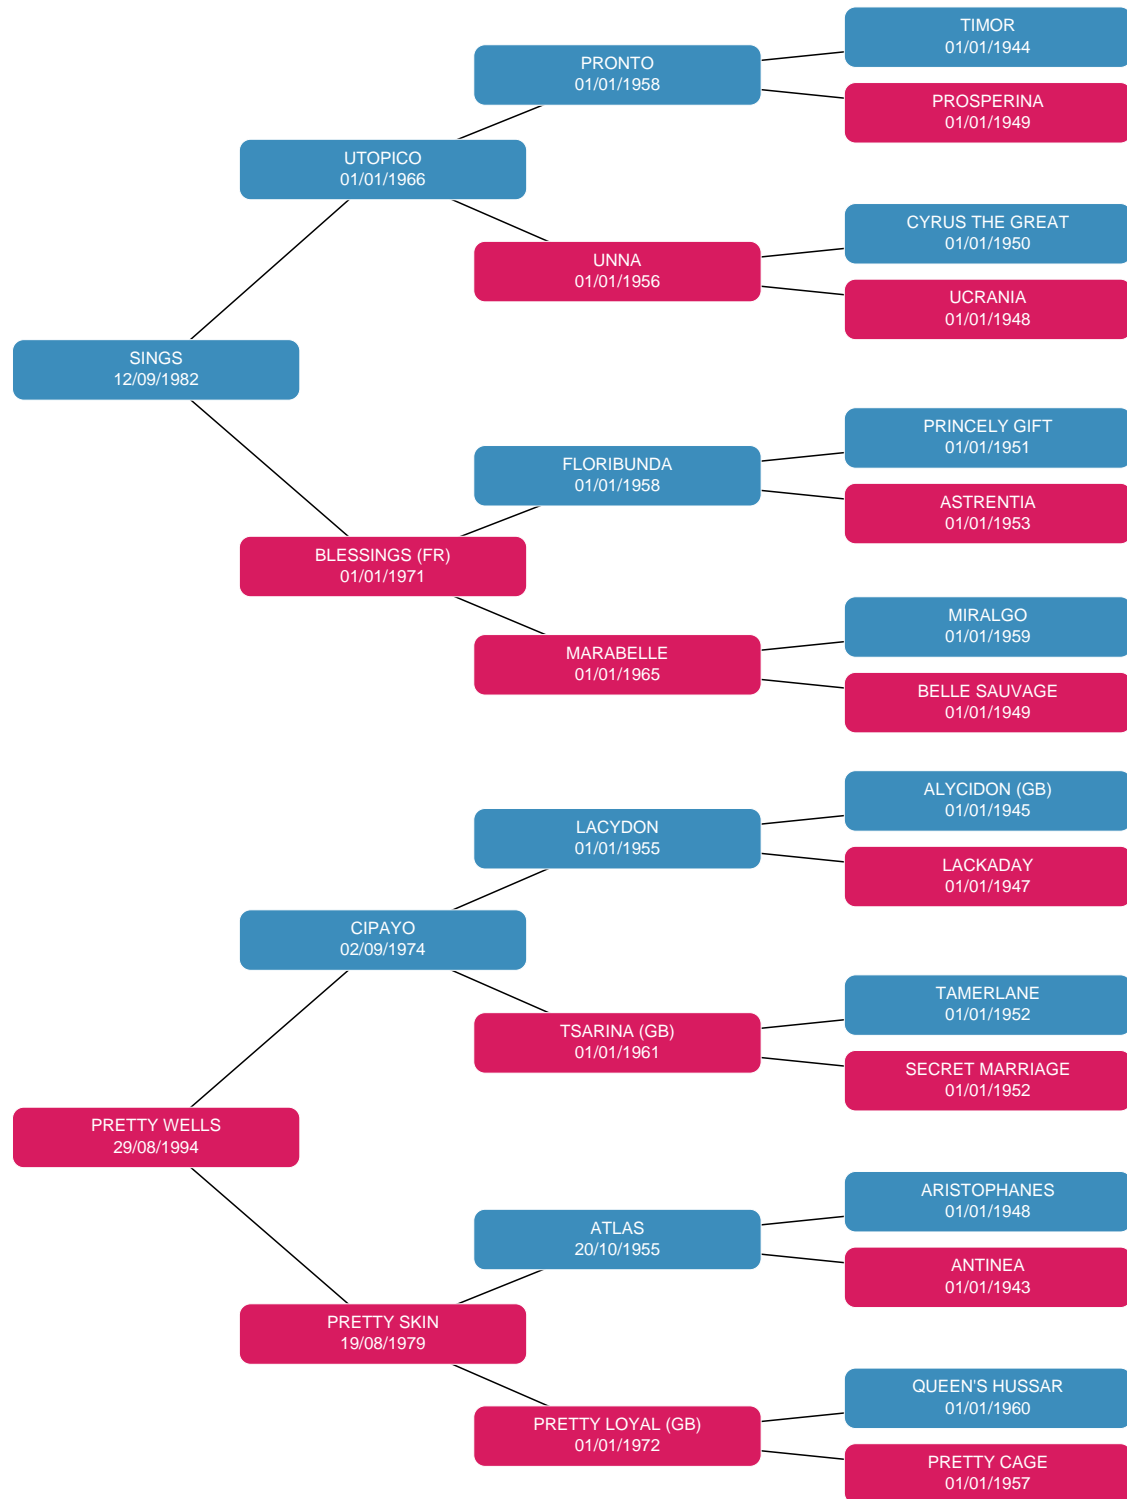 TIMOR
01/01/1944
PRONTO
01/01/1958
PROSPERINA
01/01/1949
UTOPICO
01/01/1966
CYRUS THE GREAT
01/01/1950
UNNA
01/01/1956
UCRANIA
01/01/1948
SINGS
12/09/1982
PRINCELY GIFT
01/01/1951
FLORIBUNDA
01/01/1958
ASTRENTIA
01/01/1953
BLESSINGS (FR)
01/01/1971
MIRALGO
01/01/1959
MARABELLE
01/01/1965
BELLE SAUVAGE
01/01/1949
ALYCIDON (GB)
01/01/1945
LACYDON
01/01/1955
LACKADAY
01/01/1947
CIPAYO
02/09/1974
TAMERLANE
01/01/1952
TSARINA (GB)
01/01/1961
SECRET MARRIAGE
01/01/1952
PRETTY WELLS
29/08/1994
ARISTOPHANES
01/01/1948
ATLAS
20/10/1955
ANTINEA
01/01/1943
PRETTY SKIN
19/08/1979
QUEEN'S HUSSAR
01/01/1960
PRETTY LOYAL (GB)
01/01/1972
PRETTY CAGE
01/01/1957